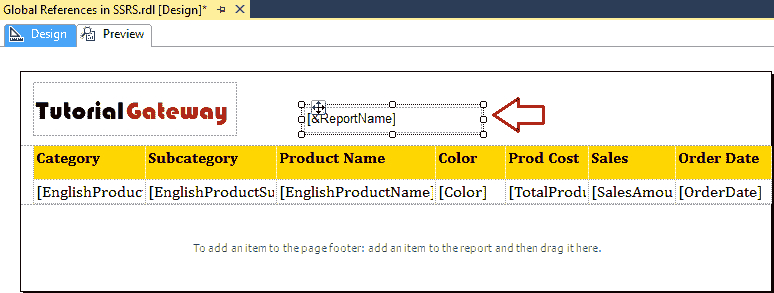 Global References in SSRS.rdl [Design]*
Design Preview
Tutorial Gateway
[&ReportName]
Category Subcategory Product Name Color Prod Cost Sales Order Date
[EnglishProduc [EnglishProductSu [EnglishProductName] [Color] [TotalProdu [SalesAmou [OrderDate]
To add an item to the page footer: add an item to the report and then drag it here.